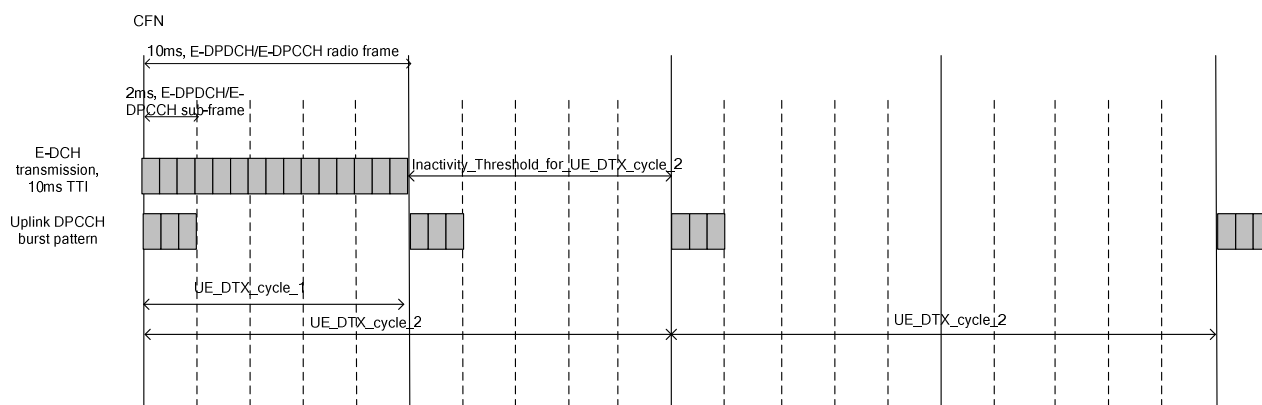 CFN
10ms, E-DPDCH/E-DPCCH radio frame
2ms, E-DPDCH/E-
DPCCH sub-frame
E-DCH
transmission,
10ms TTI
Inactivity_Threshold_for_UE_DTX_cycle_2
Uplink DPCCH
burst pattern
UE_DTX_cycle_1
UE_DTX_cycle_2
UE_DTX_cycle_2